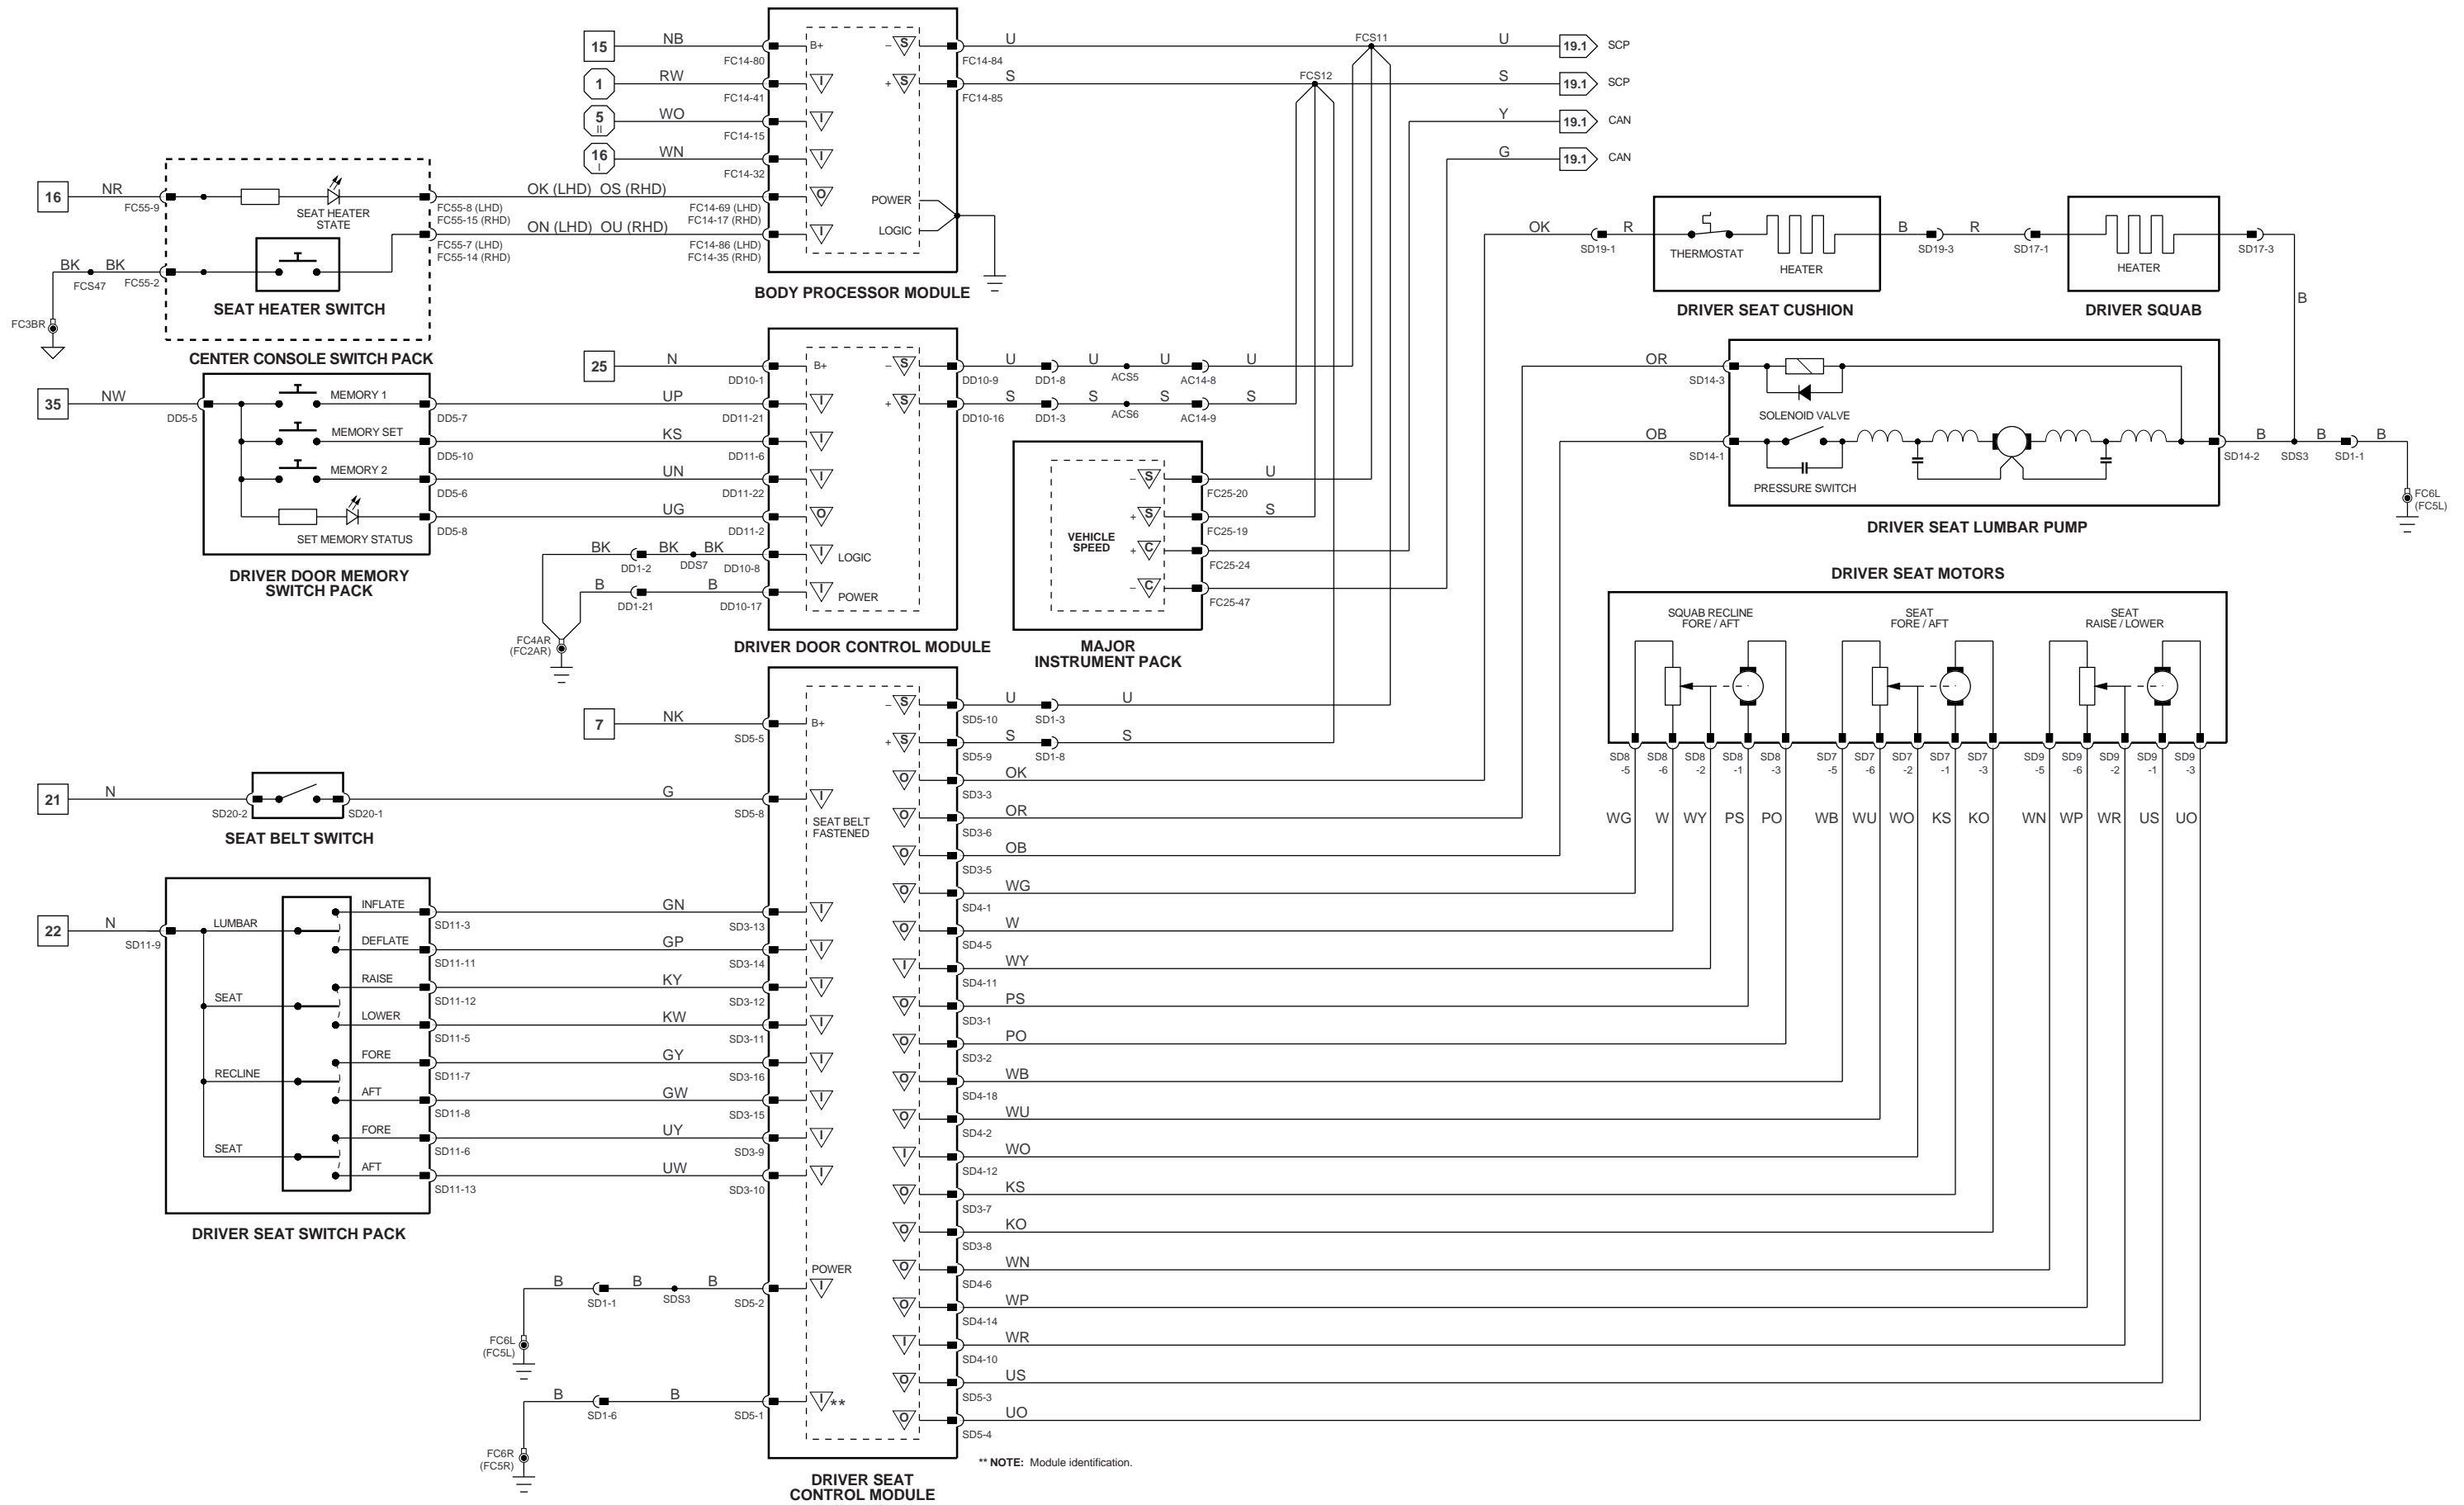 15
NB
FC14-80
B+
–
S
FC14-84
U
FCS11
U
19.1
SCP
1
RW
FC14-41
I
+
S
FC14-85
S
FCS12
S
19.1
SCP
5
II
WO
FC14-15
I
Y
19.1
CAN
16
I
WN
FC14-32
I
G
19.1
CAN
16
NR
FC55-9
SEAT HEATER
STATE
FC55-8 (LHD)
FC55-15 (RHD)
OK (LHD) OS (RHD)
FC14-69 (LHD)
FC14-17 (RHD)
O
POWER
LOGIC
FC55-7 (LHD)
FC55-14 (RHD)
ON (LHD) OU (RHD)
FC14-86 (LHD)
FC14-35 (RHD)
I
BK
BK
FCS47
FC55-2
FC3BR
SEAT HEATER SWITCH
CENTER CONSOLE SWITCH PACK
BODY PROCESSOR MODULE
OK
SD19-1
R
THERMOSTAT
HEATER
B
SD19-3
R
SD17-1
HEATER
SD17-3
B
DRIVER SEAT CUSHION
DRIVER SQUAB
35
NW
DD5-5
MEMORY 1
DD5-7
UP
DD11-21
I
MEMORY SET
DD5-10
KS
DD11-6
I
MEMORY 2
DD5-6
UN
DD11-22
I
SET MEMORY STATUS
DD5-8
UG
DD11-2
O
DRIVER DOOR MEMORY
SWITCH PACK
25
N
DD10-1
B+
–
S
DD10-9
U
DD1-8
U
ACS5
U
AC14-8
U
+
S
DD10-16
S
DD1-3
S
ACS6
S
AC14-9
S
BK
DD1-2
BK
DDS7
BK
DD10-8
I
LOGIC
B
DD1-21
B
DD10-17
I
POWER
FC4AR
(FC2AR)
DRIVER DOOR CONTROL MODULE
VEHICLE
SPEED
–
S
FC25-20
U
+
S
FC25-19
S
+
C
FC25-24
–
C
FC25-47
MAJOR
INSTRUMENT PACK
OR
SD14-3
SOLENOID VALVE
OB
SD14-1
PRESSURE SWITCH
SD14-2
B
SDS3
B
SD1-1
B
FC6L
(FC5L)
DRIVER SEAT LUMBAR PUMP
DRIVER SEAT MOTORS
SQUAB RECLINE
FORE / AFT
SEAT
FORE / AFT
SEAT
RAISE / LOWER
SD8
-5
SD8
-6
SD8
-2
SD8
-1
SD8
-3
SD7
-5
SD7
-6
SD7
-2
SD7
-1
SD7
-3
SD9
-5
SD9
-6
SD9
-2
SD9
-1
SD9
-3
WG W WY PS PO WB WU WO KS KO WN WP WR US UO
7
NK
SD5-5
B+
–
S
SD5-10
U
SD1-3
U
+
S
SD5-9
S
SD1-8
S
21
N
SD20-2
SD20-1
G
SD5-8
I
SEAT BELT
FASTENED
SEAT BELT SWITCH
O
SD3-3
OK
O
SD3-6
OR
O
SD3-5
OB
O
SD4-1
WG
O
SD4-5
W
I
SD4-11
WY
O
SD3-1
PS
O
SD3-2
PO
O
SD4-18
WB
O
SD4-2
WU
I
SD4-12
WO
O
SD3-7
KS
O
SD3-8
KO
O
SD4-6
WN
O
SD4-14
WP
I
SD4-10
WR
O
SD5-3
US
O
SD5-4
UO
22
N
SD11-9
LUMBAR
INFLATE
SD11-3
GN
SD3-13
I
DEFLATE
SD11-11
GP
SD3-14
I
SEAT
RAISE
SD11-12
KY
SD3-12
I
LOWER
SD11-5
KW
SD3-11
I
RECLINE
FORE
SD11-7
GY
SD3-16
I
AFT
SD11-8
GW
SD3-15
I
SEAT
FORE
SD11-6
UY
SD3-9
I
AFT
SD11-13
UW
SD3-10
I
DRIVER SEAT SWITCH PACK
B
SD1-1
B
SDS3
B
SD5-2
POWER
I
FC6L
(FC5L)
B
SD1-6
B
SD5-1
I
**
FC6R
(FC5R)
** NOTE: Module identification.
DRIVER SEAT
CONTROL MODULE